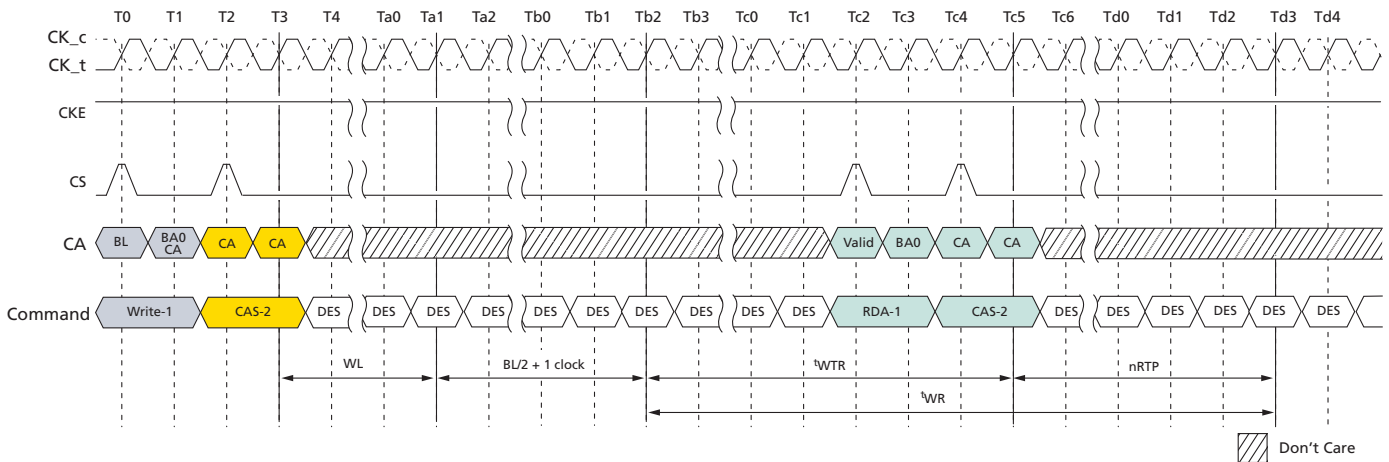 T0 T1 T2 T3 T4 Ta0 Ta1 Ta2 Tb0 Tb1 Tb2 Tb3 Tc0 Tc1 Tc2 Tc3 Tc4 Tc5 Tc6 Td0 Td1 Td2 Td3 Td4
CK_c
CK_t
CKE
CS
CA BL BA0 CA CA CA Valid BA0 CA CA
Command Write-1 CAS-2 DES DES DES DES DES DES DES DES DES DES RDA-1 CAS-2 DES DES DES DES DES DES
WL BL/2 + 1 clock tWTR nRTP
tWR
Don't Care